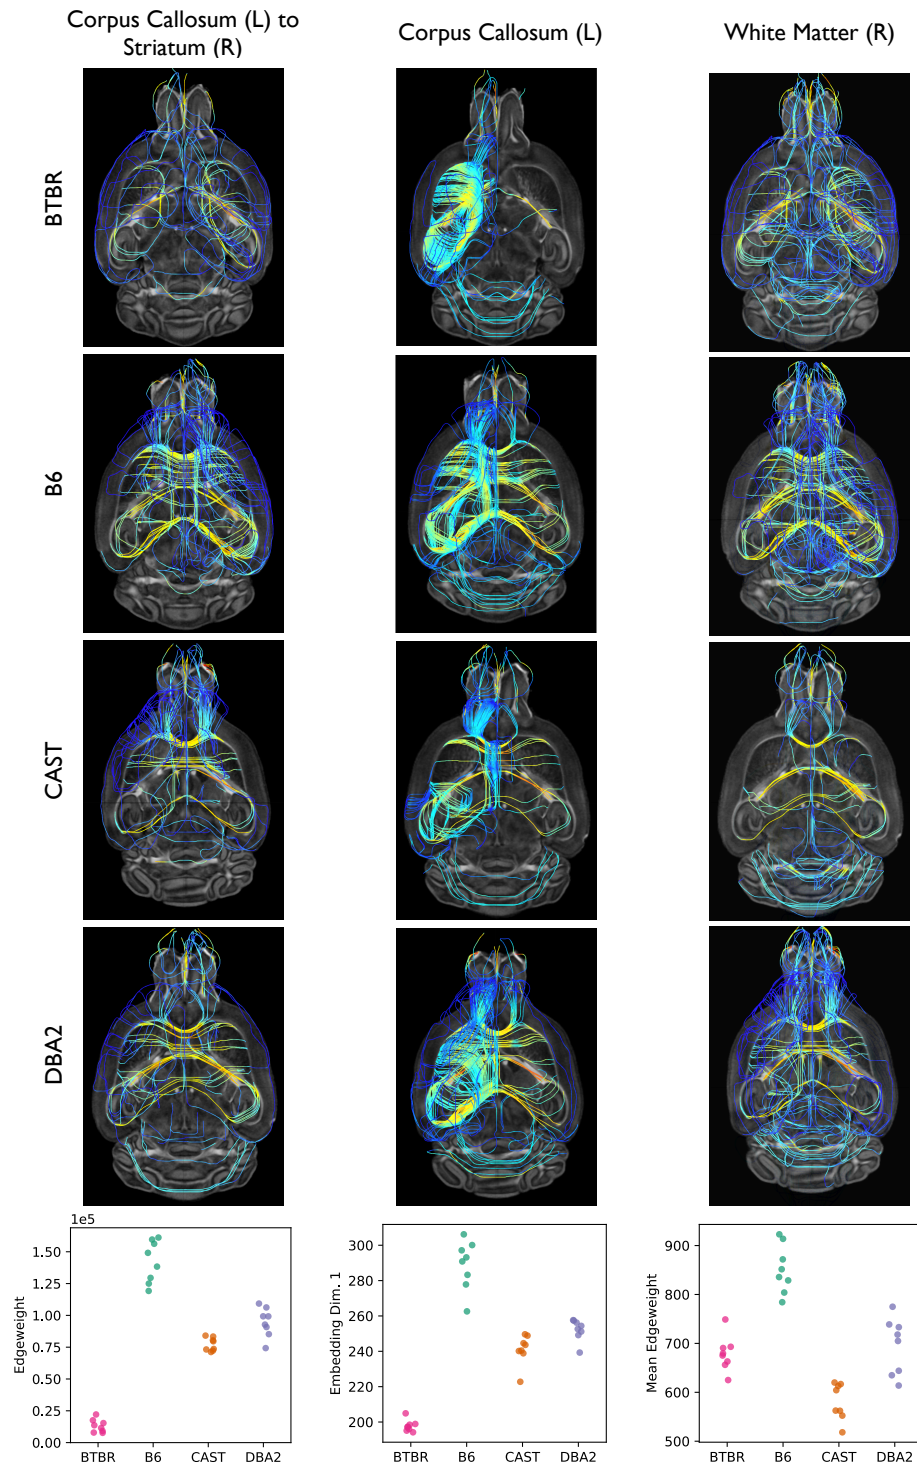 Corpus Callosum (L) to
Striatum (R)
Corpus Callosum (L)
White Matter (R)
BTBR
B6
CAST
DBA2
1e5
1.50
1.25
1.00
0.75
0.50
0.25
0.00
Edgeweight
BTBR B6 CAST DBA2
300
280
260
240
220
200
Embedding Dim. 1
BTBR B6 CAST DBA2
900
800
700
600
500
Mean Edgeweight
BTBR B6 CAST DBA2